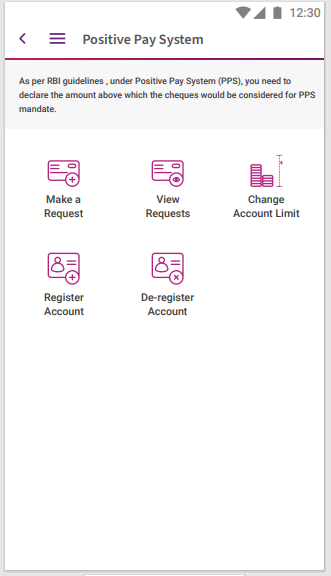 12:30
Positive Pay System
As per RBI guidelines , under Positive Pay System (PPS), you need to
declare the amount above which the cheques would be considered for PPS
mandate.
Make a
Request
View
Requests
Change
Account Limit
Register
Account
De-register
Account